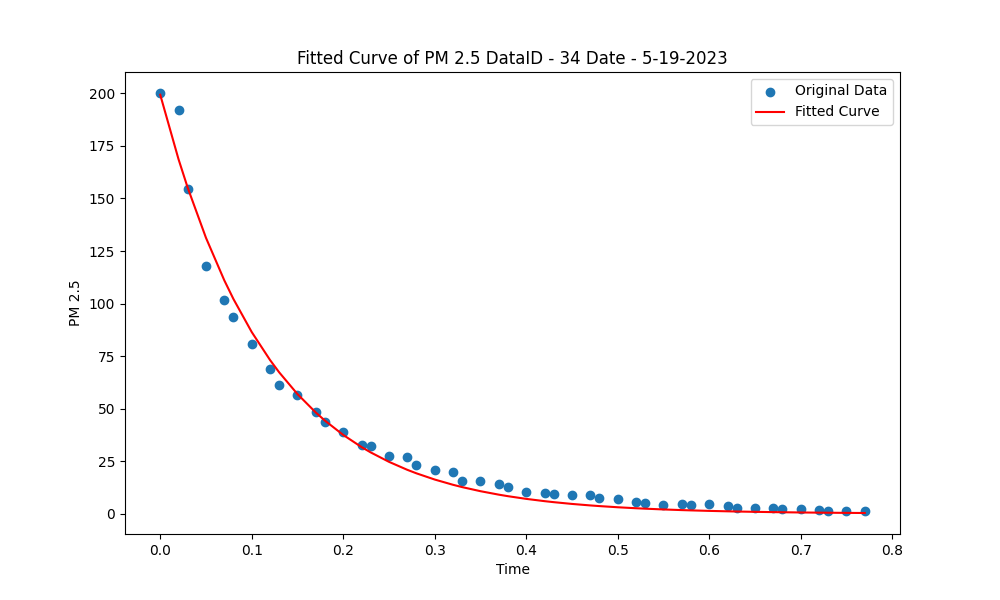 Fitted Curve of PM 2.5 DataID - 34 Date - 5-19-2023
Original Data
Fitted Curve
PM 2.5
200
175
150
125
100
75
50
25
0
0.0 0.1 0.2 0.3 0.4 0.5 0.6 0.7 0.8
Time